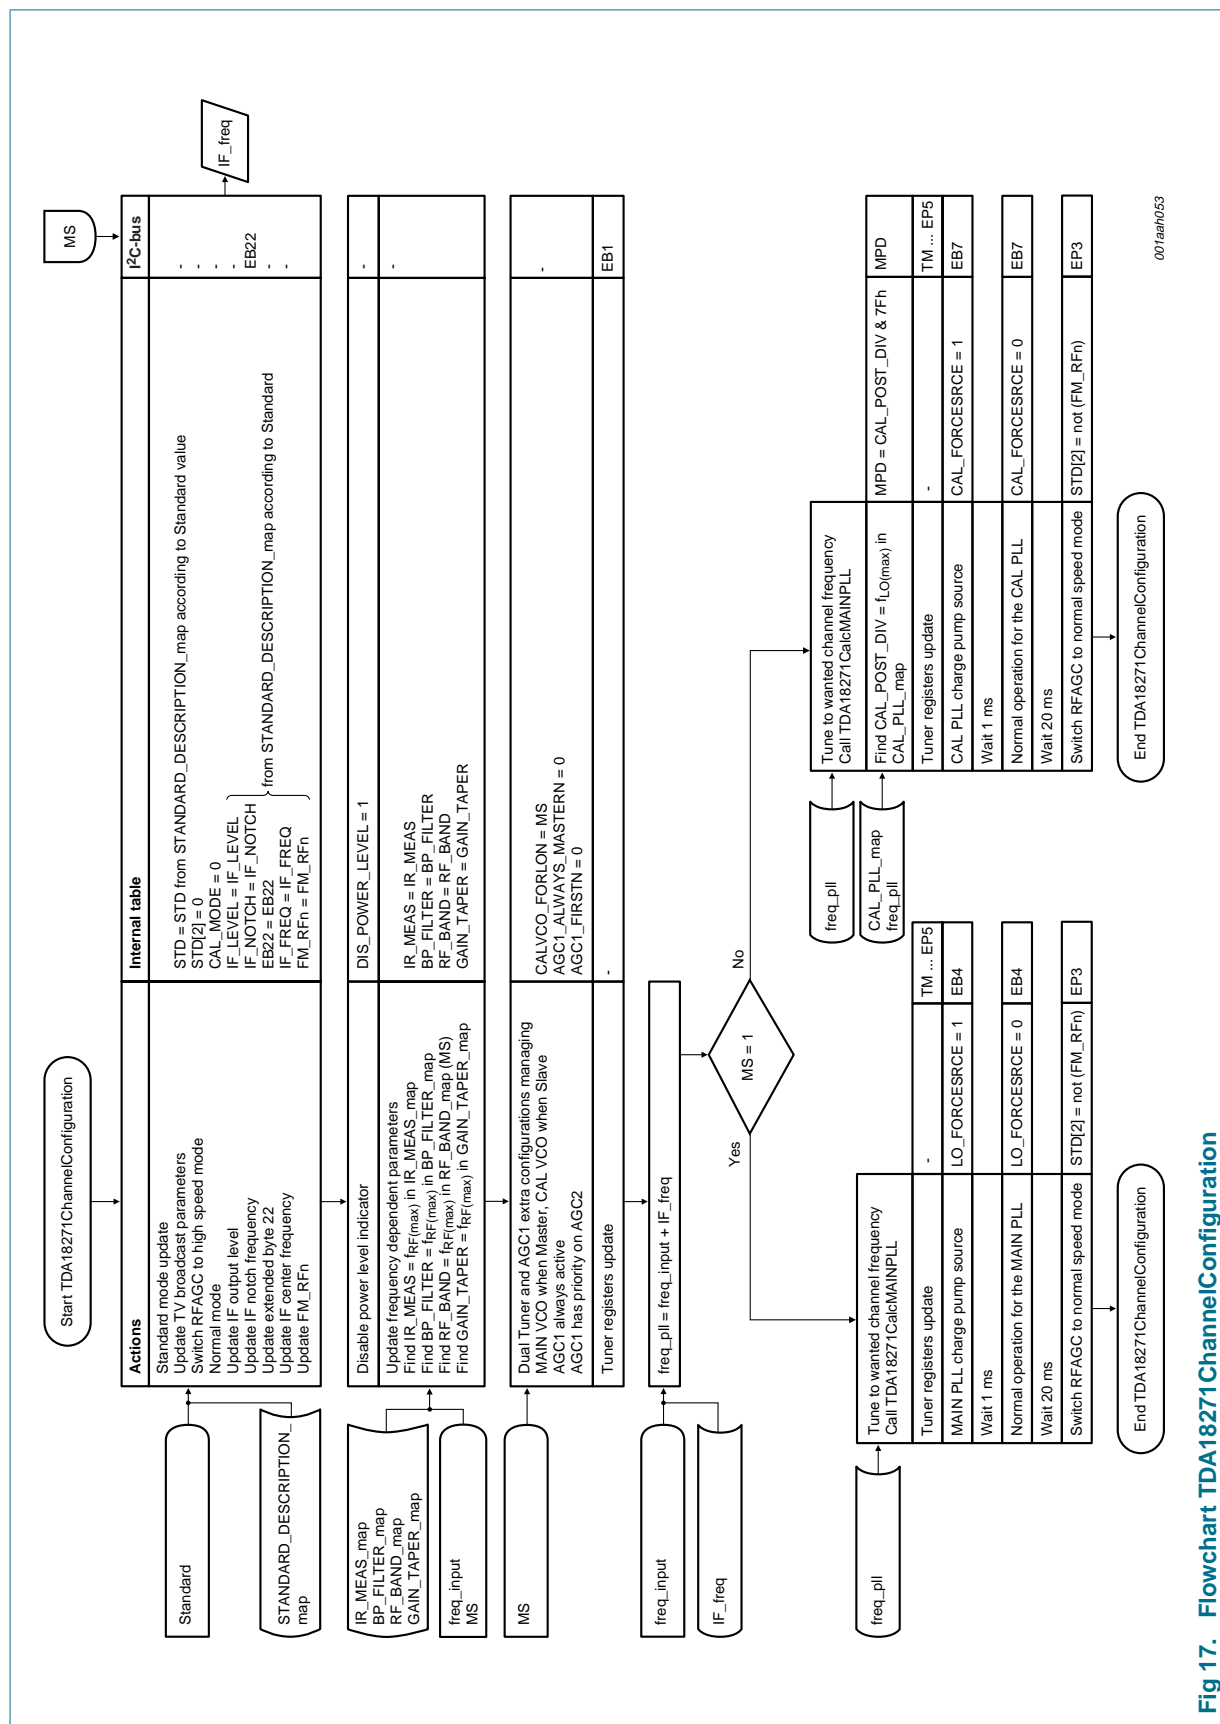 Start TDA18271ChannelConfiguration
MS
Actions
Internal table
I²C-bus
Standard
STANDARD_DESCRIPTION_
map
Standard mode update
Update TV broadcast parameters
Switch RFAGC to high speed mode
Normal mode
Update IF output level
Update IF notch frequency
Update extended byte 22
Update IF center frequency
Update FM_RFn
STD = STD from STANDARD_DESCRIPTION_map according to Standard value
STD[2] = 0
CAL_MODE = 0
IF_LEVEL = IF_LEVEL
IF_NOTCH = IF_NOTCH
EB22 = EB22
IF_FREQ = IF_FREQ
FM_RFn = FM_RFn
from STANDARD_DESCRIPTION_map according to Standard
-
-
-
-
EB22
-
-
IF_freq
Disable power level indicator
DIS_POWER_LEVEL = 1
-
IR_MEAS_map
BP_FILTER_map
RF_BAND_map
GAIN_TAPER_map
freq_input
MS
Update frequency dependent parameters
Find IR_MEAS = fRF(max) in IR_MEAS_map
Find BP_FILTER = fRF(max) in BP_FILTER_map
Find RF_BAND = fRF(max) in RF_BAND_map (MS)
Find GAIN_TAPER = fRF(max) in GAIN_TAPER_map
IR_MEAS = IR_MEAS
BP_FILTER = BP_FILTER
RF_BAND = RF_BAND
GAIN_TAPER = GAIN_TAPER
-
MS
Dual Tuner and AGC1 extra configurations managing
MAIN VCO when Master, CAL VCO when Slave
AGC1 always active
AGC1 has priority on AGC2
CALVCO_FORLON = MS
AGC1_ALWAYS_MASTERN = 0
AGC1_FIRSTN = 0
-
Tuner registers update
-
EB1
freq_input
IF_freq
freq_pll = freq_input + IF_freq
MS = 1
Yes
No
freq_pll
Tune to wanted channel frequency
Call TDA18271CalcMAINPLL
Tuner registers update
-
TM ... EP5
MAIN PLL charge pump source
LO_FORCESRCE = 1
EB4
Wait 1 ms
Normal operation for the MAIN PLL
LO_FORCESRCE = 0
EB4
Wait 20 ms
Switch RFAGC to normal speed mode
STD[2] = not (FM_RFn)
EP3
End TDA18271ChannelConfiguration
freq_pll
CAL_PLL_map
freq_pll
Tune to wanted channel frequency
Call TDA18271CalcMAINPLL
Find CAL_POST_DIV = fLO(max) in
CAL_PLL_map
MPD = CAL_POST_DIV & 7Fh
MPD
Tuner registers update
-
TM ... EP5
CAL PLL charge pump source
CAL_FORCESRCE = 1
EB7
Wait 1 ms
Normal operation for the CAL PLL
CAL_FORCESRCE = 0
EB7
Wait 20 ms
Switch RFAGC to normal speed mode
STD[2] = not (FM_RFn)
EP3
End TDA18271ChannelConfiguration
001aah053
Fig 17. Flowchart TDA18271ChannelConfiguration